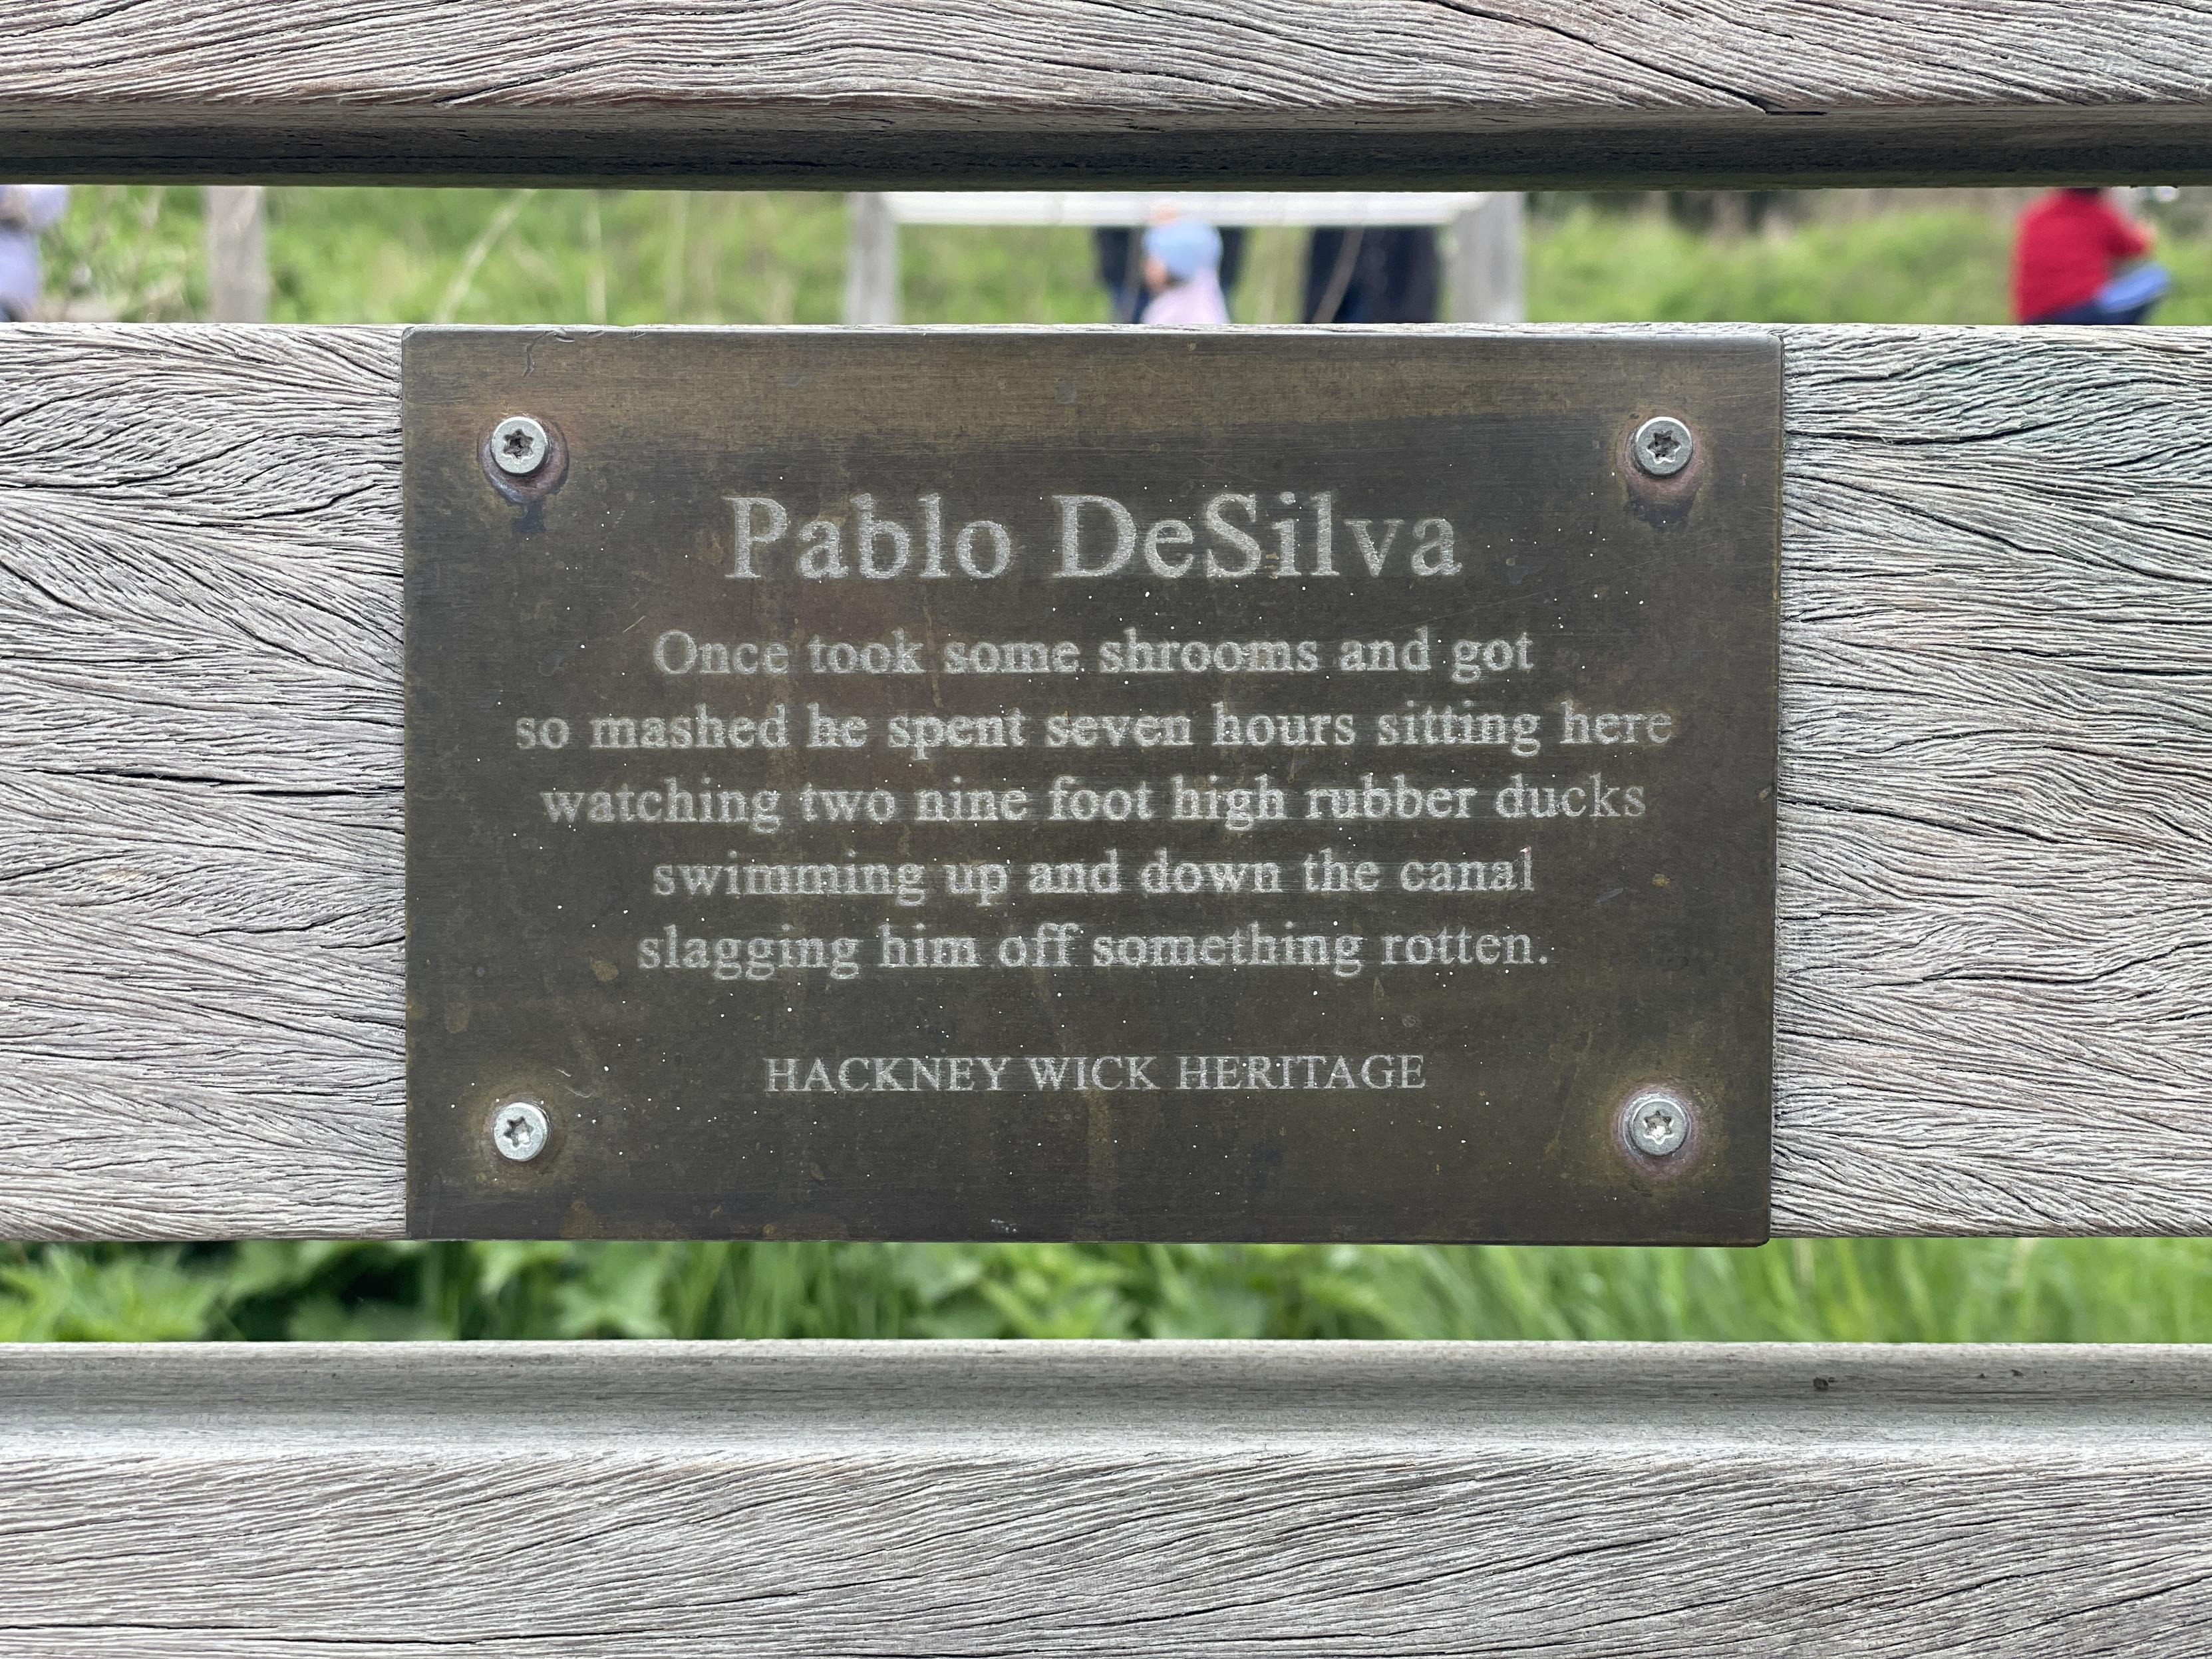 Pablo DeSilva
Once took some shrooms and got
so mashed he spent seven hours sitting here
watching two nine foot high rubber ducks
swimming up and down the canal
slagging him off something rotten.
HACKNEY WICK HERITAGE